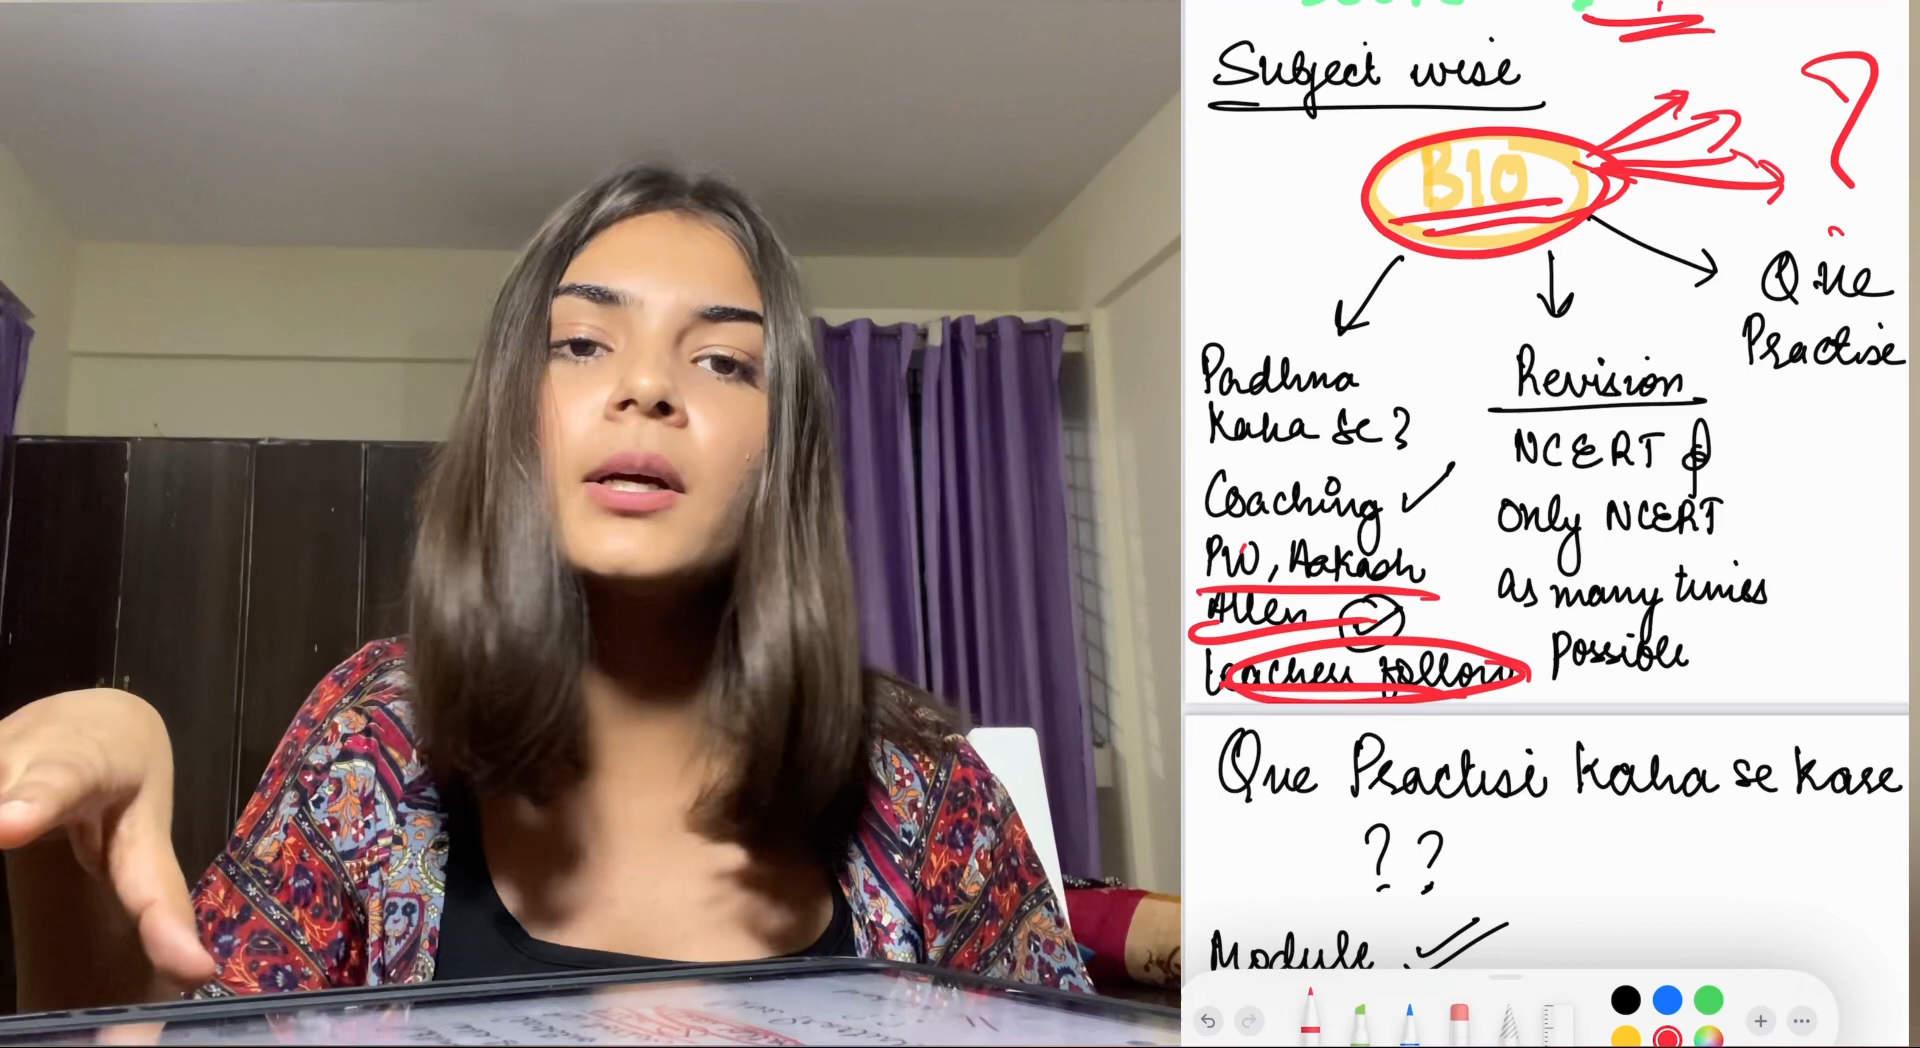 Subject wise
BIO
Que
Practise
Padhna
Kaha se?
Coaching
PW, Aakash
Allen
teacher follow
Revision
NCERT
Only NCERT
As many times
Possible
Que Practise kaha se kare
??
Module